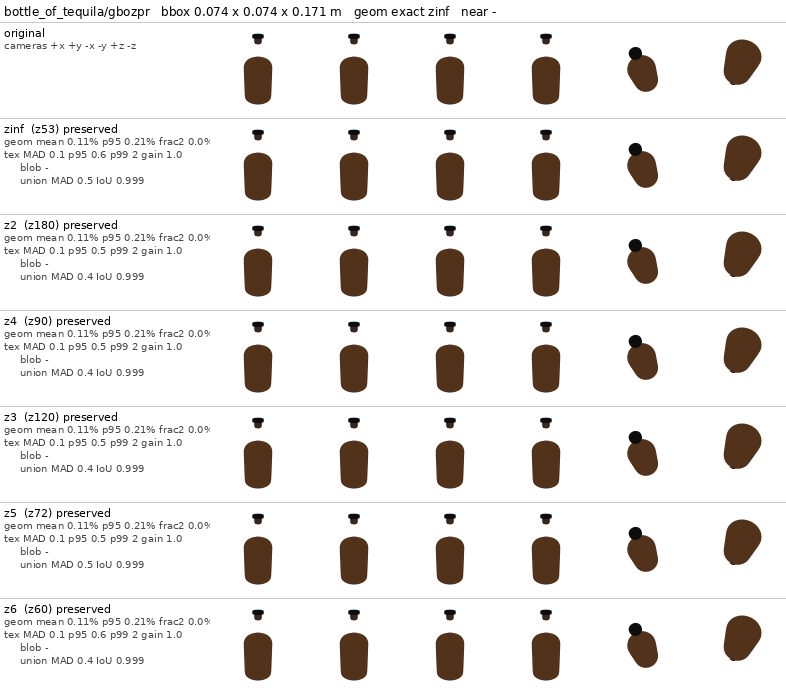 bottle_of_tequila/gbozpr   bbox 0.074 x 0.074 x 0.171 m   geom exact zinf   near -
original
cameras +x +y -x -y +z -z
zinf  (z53) preserved
geom mean 0.11% p95 0.21% frac2 0.0%
tex MAD 0.1 p95 0.6 p99 2 gain 1.0
blob -
union MAD 0.5 IoU 0.999
z2  (z180) preserved
geom mean 0.11% p95 0.21% frac2 0.0%
tex MAD 0.1 p95 0.5 p99 2 gain 1.0
blob -
union MAD 0.4 IoU 0.999
z4  (z90) preserved
geom mean 0.11% p95 0.21% frac2 0.0%
tex MAD 0.1 p95 0.5 p99 2 gain 1.0
blob -
union MAD 0.4 IoU 0.999
z3  (z120) preserved
geom mean 0.11% p95 0.21% frac2 0.0%
tex MAD 0.1 p95 0.5 p99 2 gain 1.0
blob -
union MAD 0.4 IoU 0.999
z5  (z72) preserved
geom mean 0.11% p95 0.21% frac2 0.0%
tex MAD 0.1 p95 0.5 p99 2 gain 1.0
blob -
union MAD 0.5 IoU 0.999
z6  (z60) preserved
geom mean 0.11% p95 0.21% frac2 0.0%
tex MAD 0.1 p95 0.6 p99 2 gain 1.0
blob -
union MAD 0.4 IoU 0.999